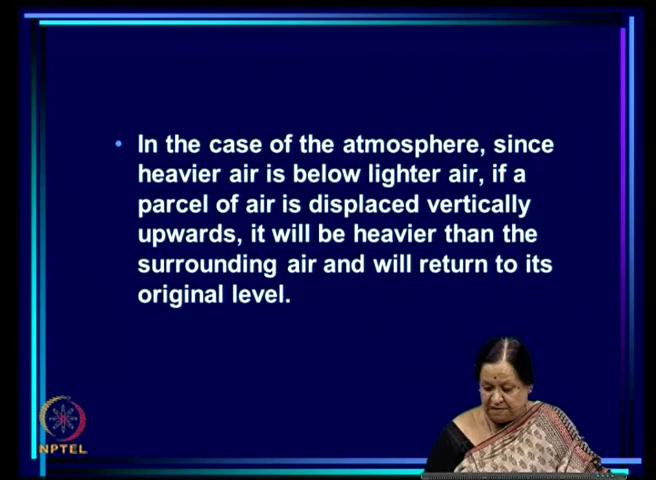 • In the case of the atmosphere, since
heavier air is below lighter air, if a
parcel of air is displaced vertically
upwards, it will be heavier than the
surrounding air and will return to its
original level.
NPTEL